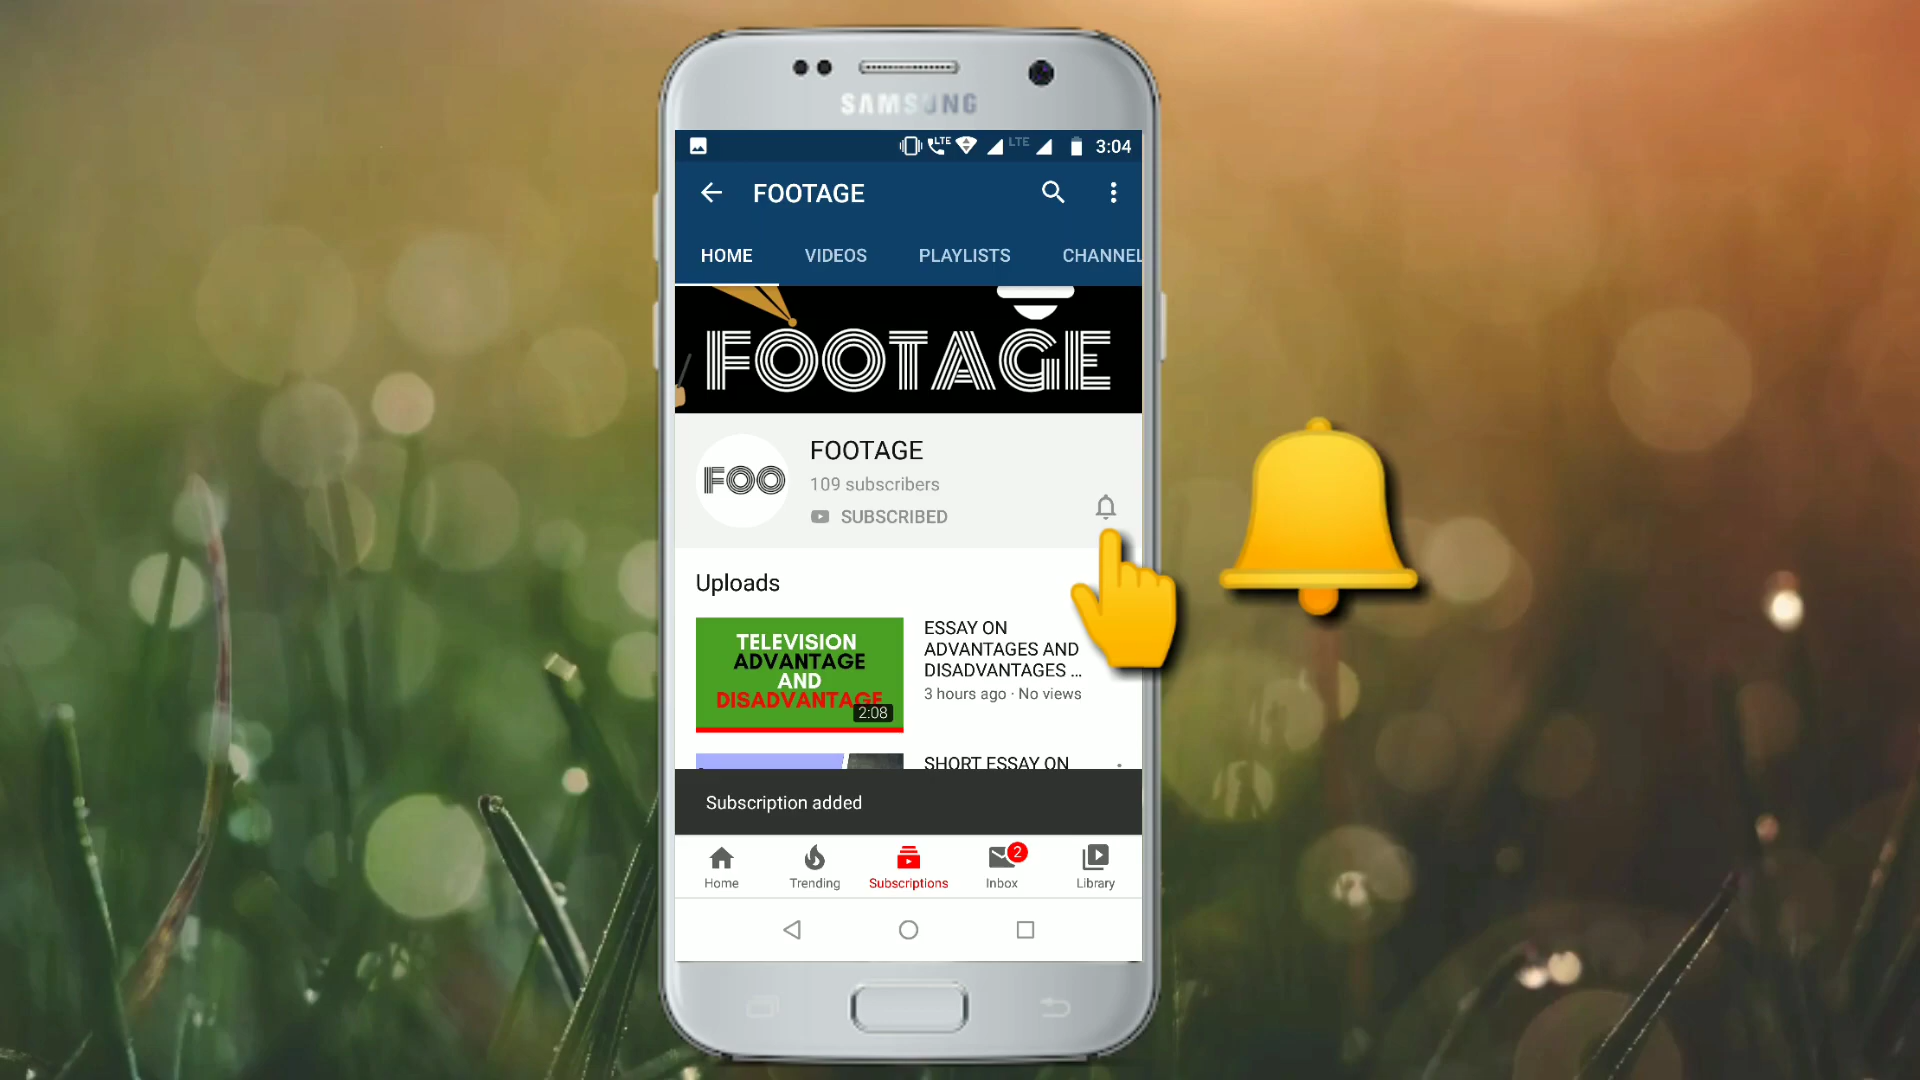 SAMSUNG
LTE LTE 3:04
FOOTAGE
HOME VIDEOS PLAYLISTS CHANNEL
FOOTAGE
FOO
FOOTAGE
109 subscribers
SUBSCRIBED
Uploads
TELEVISION
ADVANTAGE
AND
DISADVANTAGE
2:08
ESSAY ON
ADVANTAGES AND
DISADVANTAGES ...
3 hours ago · No views
SHORT ESSAY ON
Subscription added
2
Home Trending Subscriptions Inbox Library